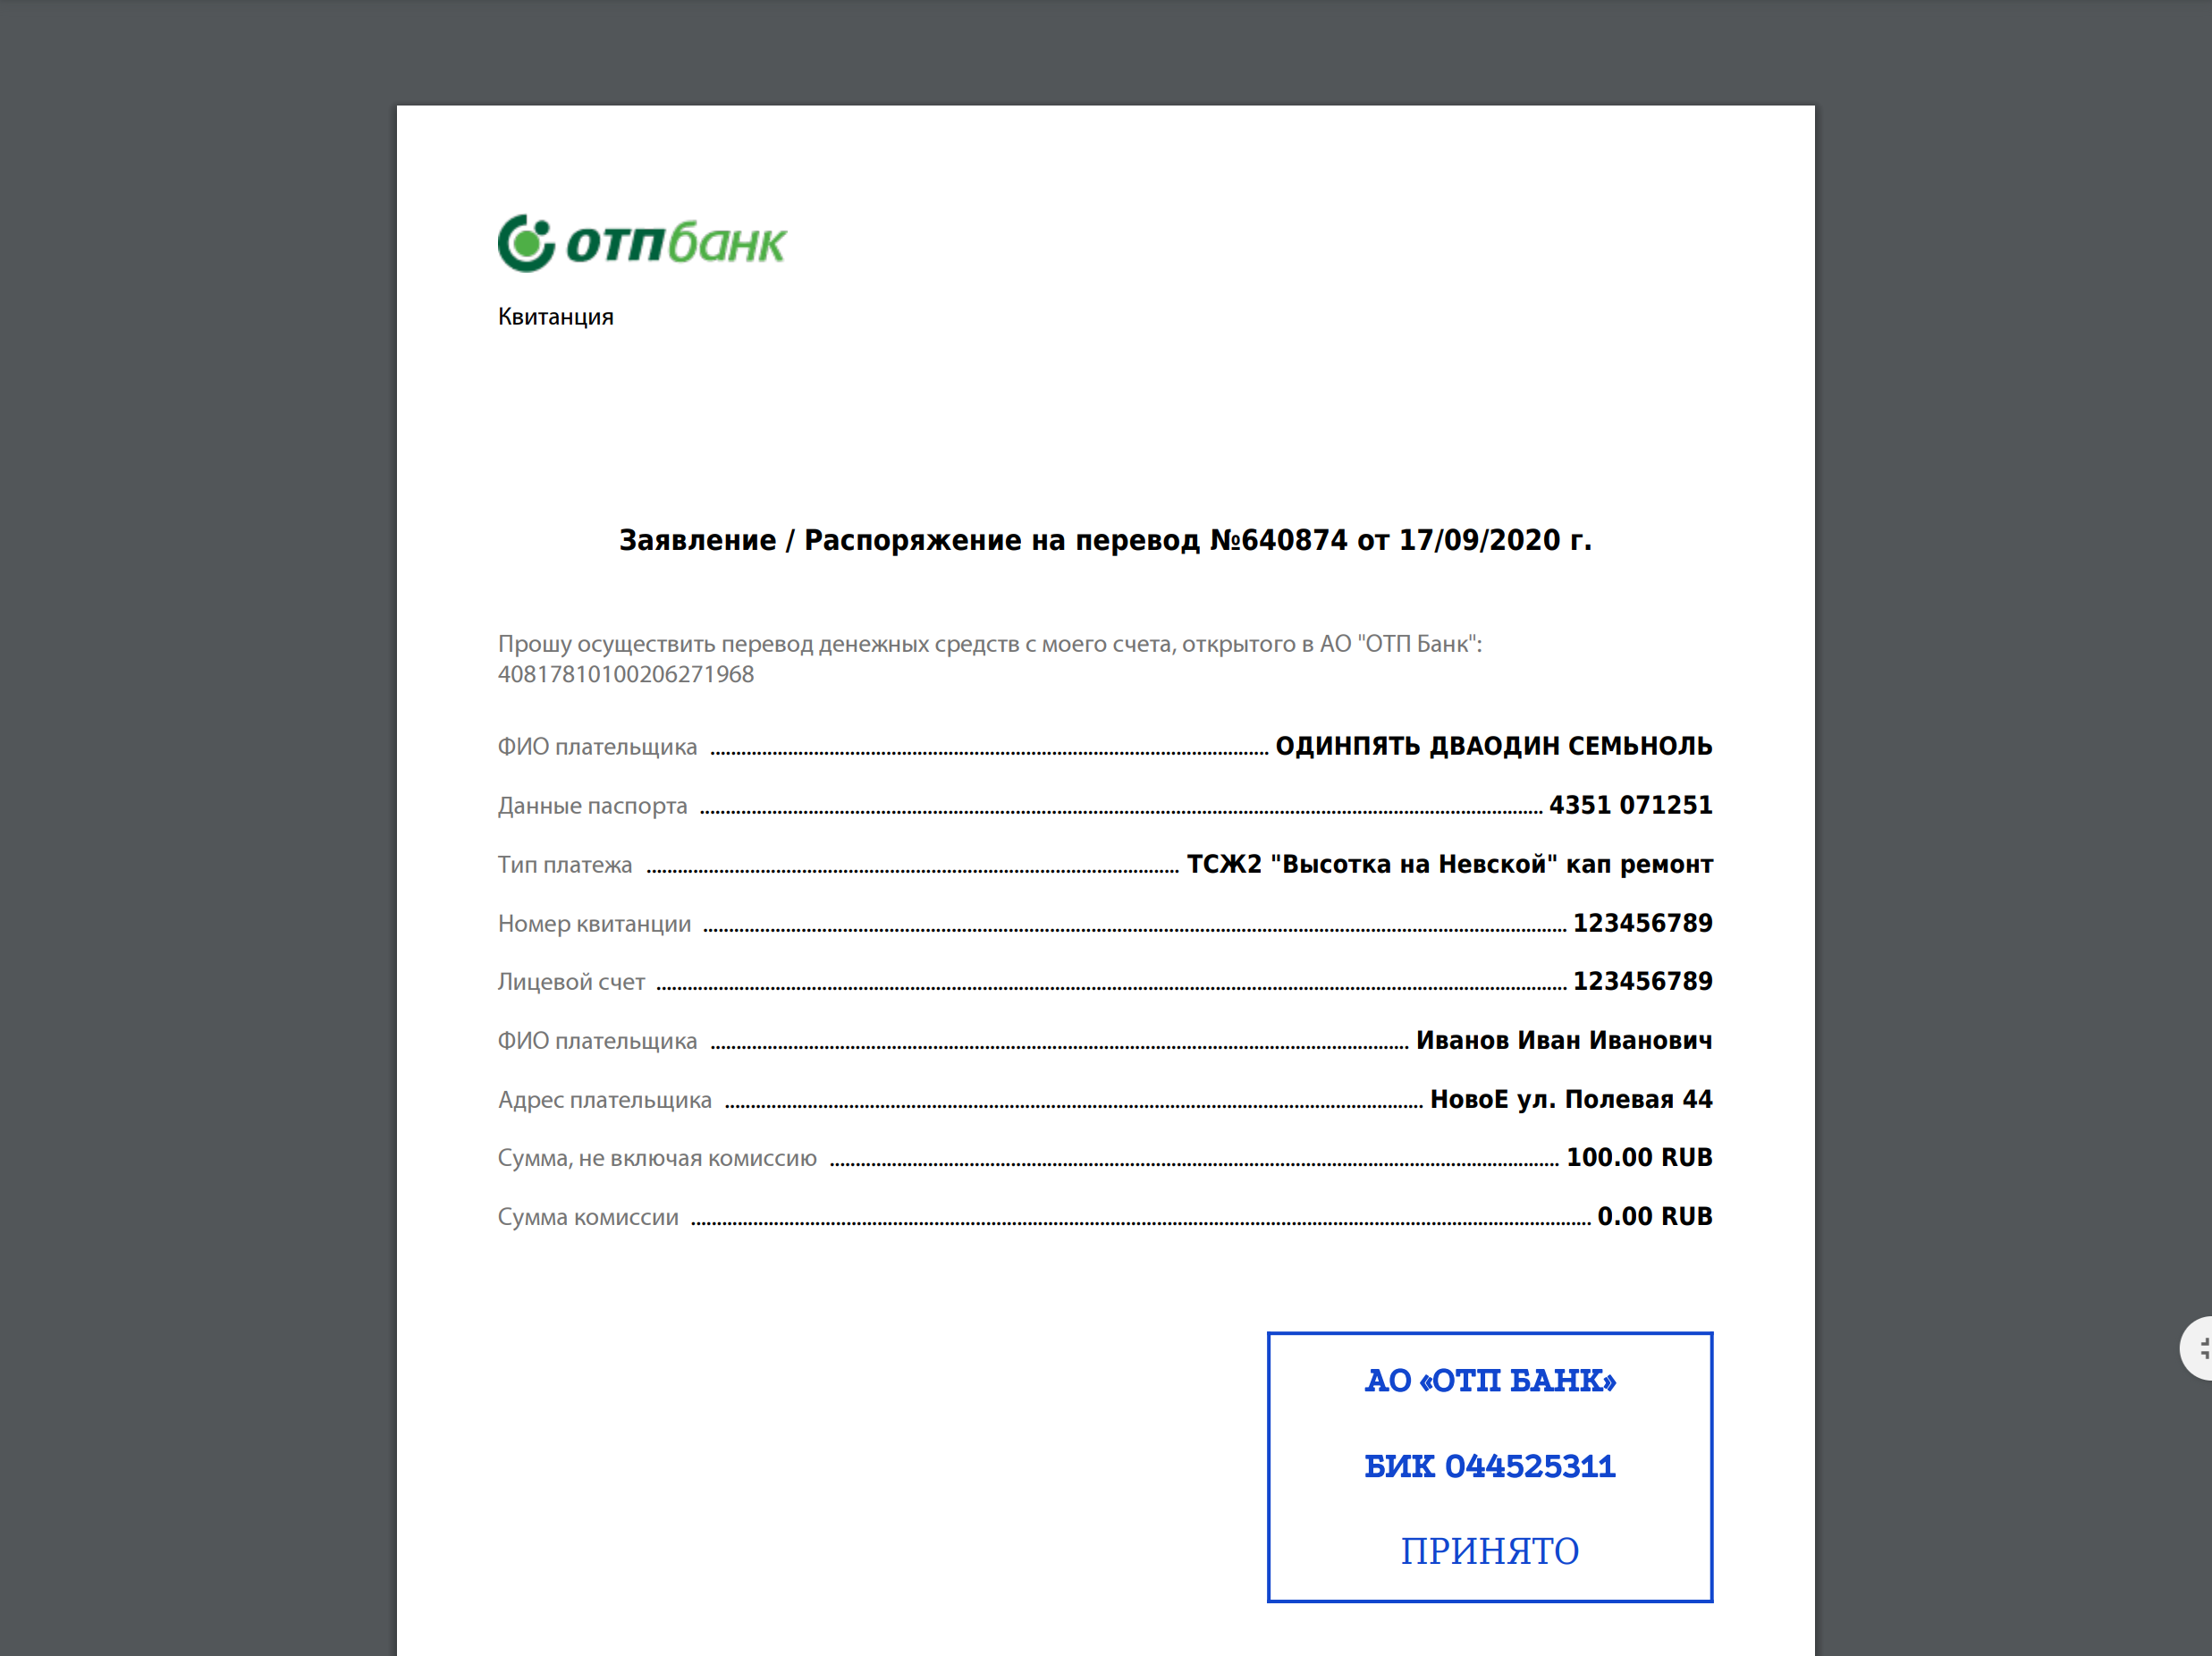 отпбанк
Квитанция
Заявление / Распоряжение на перевод №640874 от 17/09/2020 г.
Прошу осуществить перевод денежных средств с моего счета, открытого в АО "ОТП Банк":
40817810100206271968
ФИО плательщика ОДИНПЯТЬ ДВАОДИН СЕМЬНОЛЬ
Данные паспорта 4351 071251
Тип платежа ТСЖ2 "Высотка на Невской" кап ремонт
Номер квитанции 123456789
Лицевой счет 123456789
ФИО плательщика Иванов Иван Иванович
Адрес плательщика НовоЕ ул. Полевая 44
Сумма, не включая комиссию 100.00 RUB
Сумма комиссии 0.00 RUB
АО «ОТП БАНК»
БИК 044525311
ПРИНЯТО